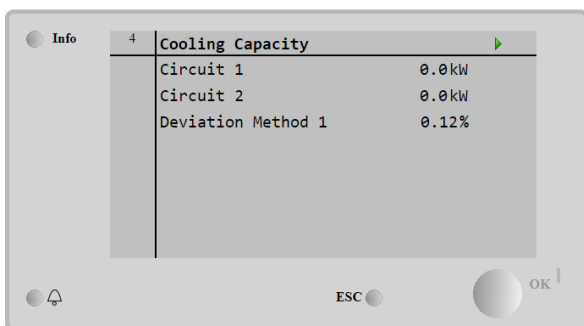 Info
4 Cooling Capacity
Circuit 1 0.0kW
Circuit 2 0.0kW
Deviation Method 1 0.12%
ESC
OK